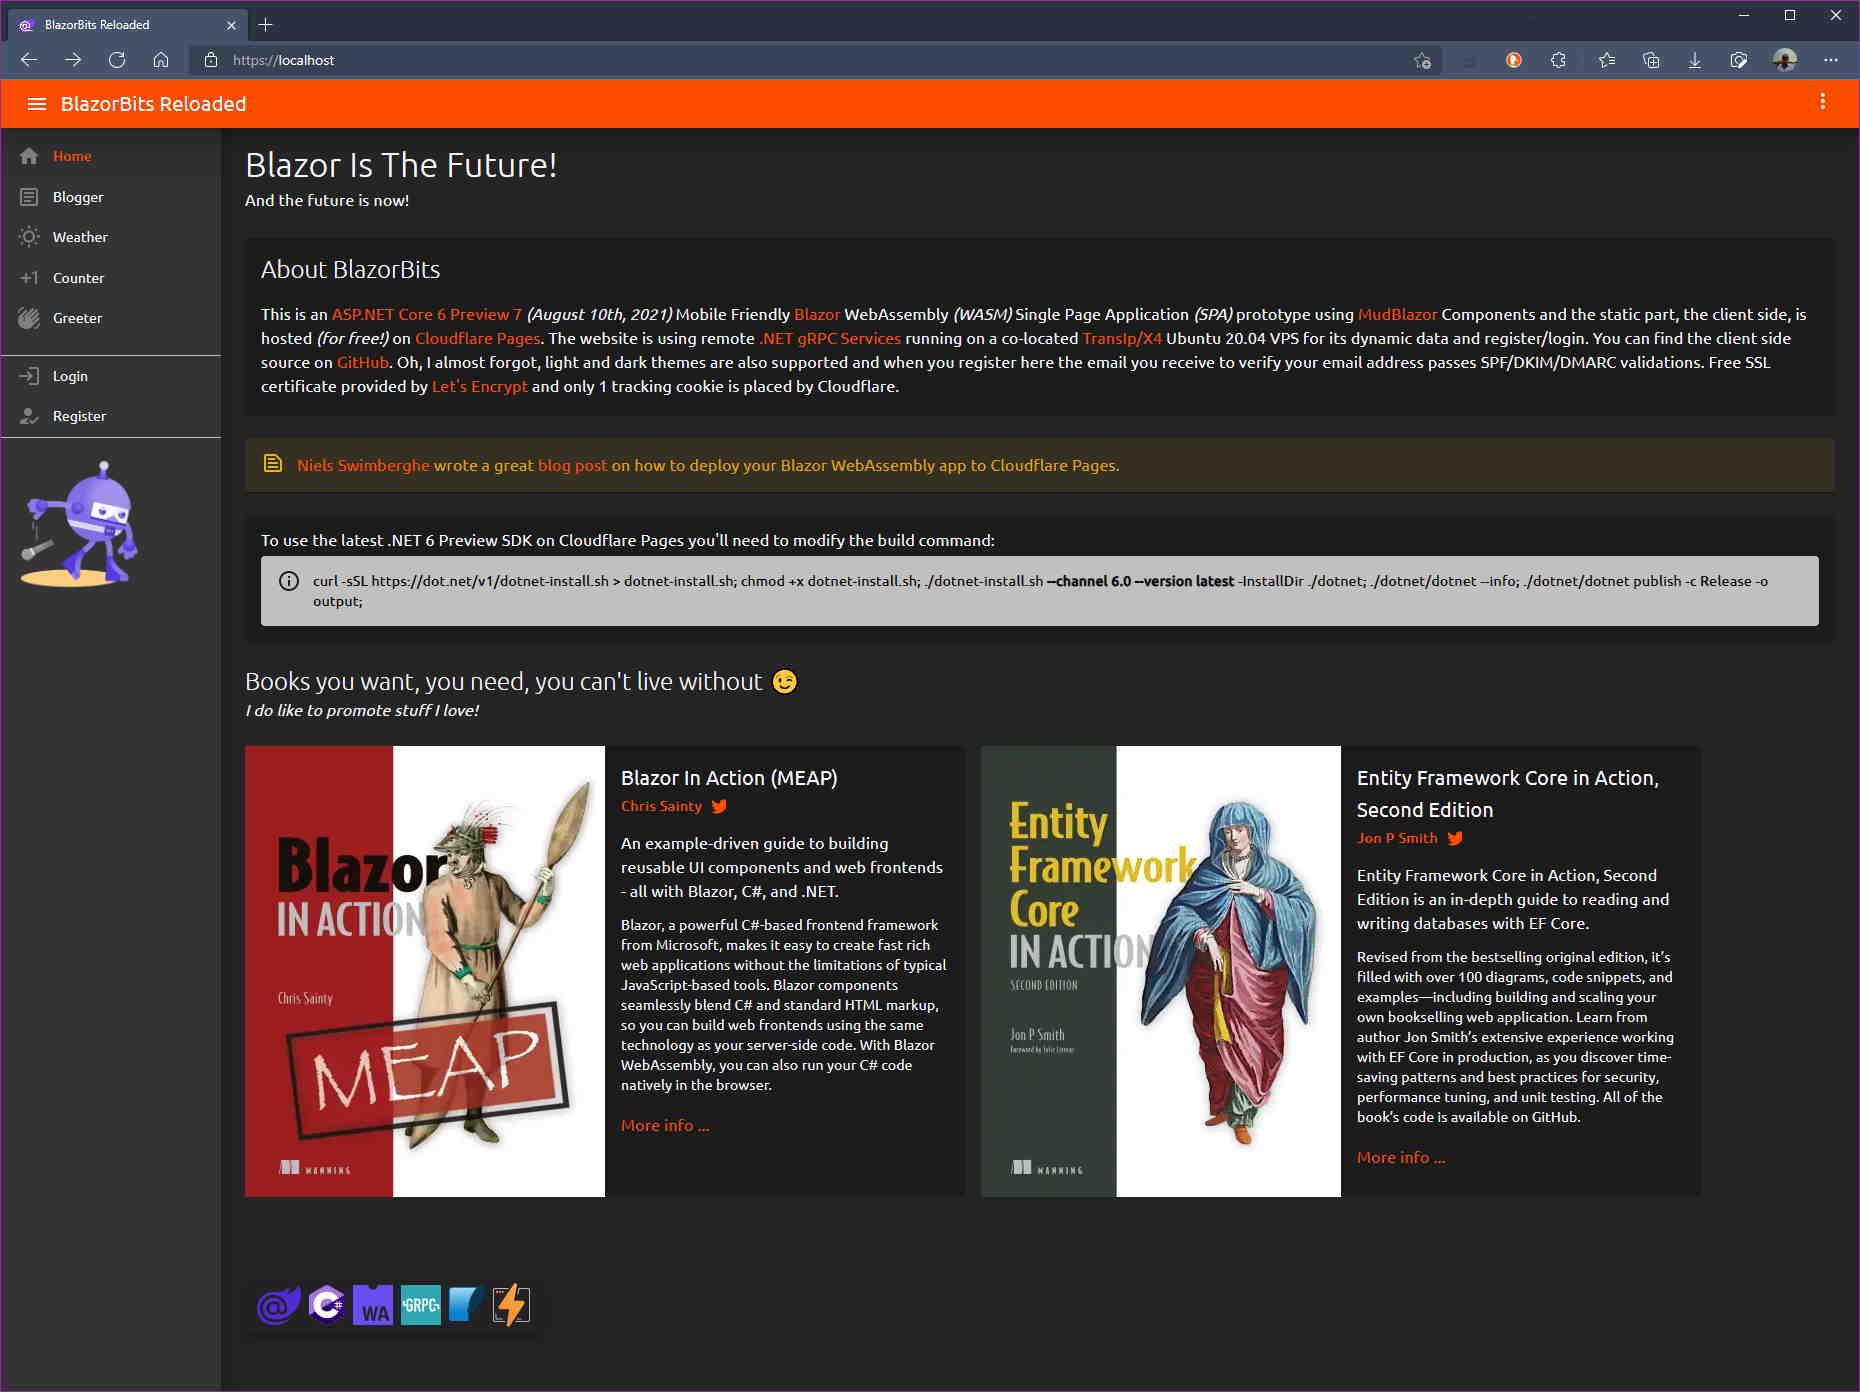 BlazorBits Reloaded
https://localhost
BlazorBits Reloaded
Home
Blogger
Weather
+1 Counter
Greeter
Login
Register
Blazor Is The Future!
And the future is now!
About BlazorBits
This is an ASP.NET Core 6 Preview 7 (August 10th, 2021) Mobile Friendly Blazor WebAssembly (WASM) Single Page Application (SPA) prototype using MudBlazor Components and the static part, the client side, is
hosted (for free!) on Cloudflare Pages. The website is using remote .NET gRPC Services running on a co-located TransIp/X4 Ubuntu 20.04 VPS for its dynamic data and register/login. You can find the client side
source on GitHub. Oh, I almost forgot, light and dark themes are also supported and when you register here the email you receive to verify your email address passes SPF/DKIM/DMARC validations. Free SSL
certificate provided by Let's Encrypt and only 1 tracking cookie is placed by Cloudflare.
Niels Swimberghe wrote a great blog post on how to deploy your Blazor WebAssembly app to Cloudflare Pages.
To use the latest .NET 6 Preview SDK on Cloudflare Pages you'll need to modify the build command:
curl -sSL https://dot.net/v1/dotnet-install.sh > dotnet-install.sh; chmod +x dotnet-install.sh; ./dotnet-install.sh --channel 6.0 --version latest -InstallDir ./dotnet; ./dotnet/dotnet --info; ./dotnet/dotnet publish -c Release -o
output;
Books you want, you need, you can't live without 😉
I do like to promote stuff I love!
Blazor
IN ACTION
Chris Sainty
MEAP
MANNING
Blazor In Action (MEAP)
Chris Sainty
An example-driven guide to building
reusable UI components and web frontends
- all with Blazor, C#, and .NET.
Blazor, a powerful C#-based frontend framework
from Microsoft, makes it easy to create fast rich
web applications without the limitations of typical
JavaScript-based tools. Blazor components
seamlessly blend C# and standard HTML markup,
so you can build web frontends using the same
technology as your server-side code. With Blazor
WebAssembly, you can also run your C# code
natively in the browser.
More info ...
Entity
Framework
Core
IN ACTION
SECOND EDITION
Jon P Smith
Foreword by Julie Lerman
MANNING
Entity Framework Core in Action,
Second Edition
Jon P Smith
Entity Framework Core in Action, Second
Edition is an in-depth guide to reading and
writing databases with EF Core.
Revised from the bestselling original edition, it's
filled with over 100 diagrams, code snippets, and
examples—including building and scaling your
own bookselling web application. Learn from
author Jon Smith's extensive experience working
with EF Core in production, as you discover time-
saving patterns and best practices for security,
performance tuning, and unit testing. All of the
book's code is available on GitHub.
More info ...
@ C# WA GRPC